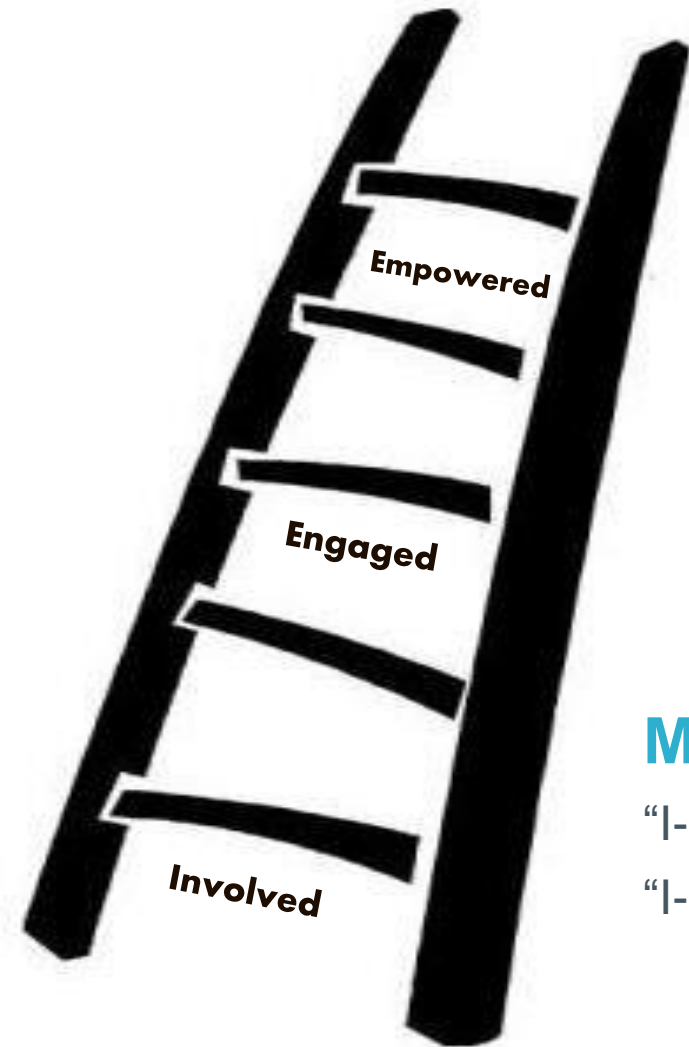 Empowered
Engaged
Involved
M
“I-
“I-